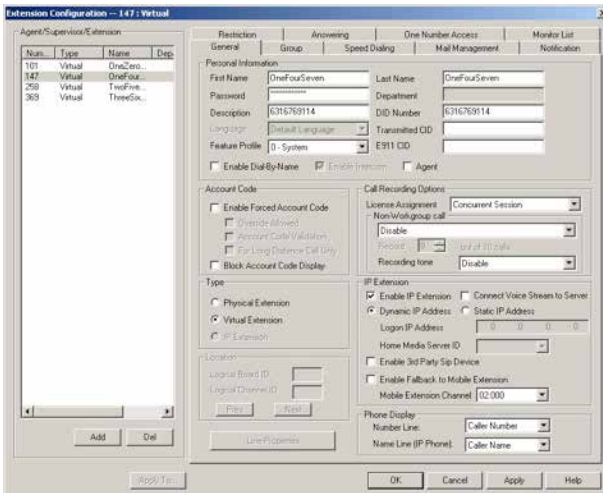 Extension Configuration -- 147 : Virtual
Agent/Supervisor/Extension
Num... Type Name Dep
101 Virtual OneZero...
147 Virtual OneFour...
258 Virtual TwoFive...
369 Virtual ThreeSix...
Add Del
Apply To...
Restriction Answering One Number Access Monitor List
General Group Speed Dialing Mail Management Notification
Personal Information
First Name OneFourSeven Last Name OneFourSeven
Password Department
Description 6316769114 DID Number 6316769114
Language Default Language Transmitted CID
Feature Profile 0 - System E911 CID
Enable Dial-By-Name Enable Intercom Agent
Account Code
Enable Forced Account Code
Override Allowed
Account Code Validation
For Long Distance Call Only
Block Account Code Display
Type
Physical Extension
Virtual Extension
IP Extension
Location
Logical Board ID
Logical Channel ID
Prev Next
Line Properties
Call Recording Options
License Assignment Concurrent Session
Non-Workgroup call
Disable
Record out of 10 calls
Recording tone Disable
IP Extension
Enable IP Extension Connect Voice Stream to Server
Dynamic IP Address Static IP Address
Logon IP Address 0 0 0 0
Home Media Server ID
Enable 3rd Party Sip Device
Enable Fallback to Mobile Extension
Mobile Extension Channel 02:000
Phone Display
Number Line: Caller Number
Name Line (IP Phone): Caller Name
OK Cancel Apply Help